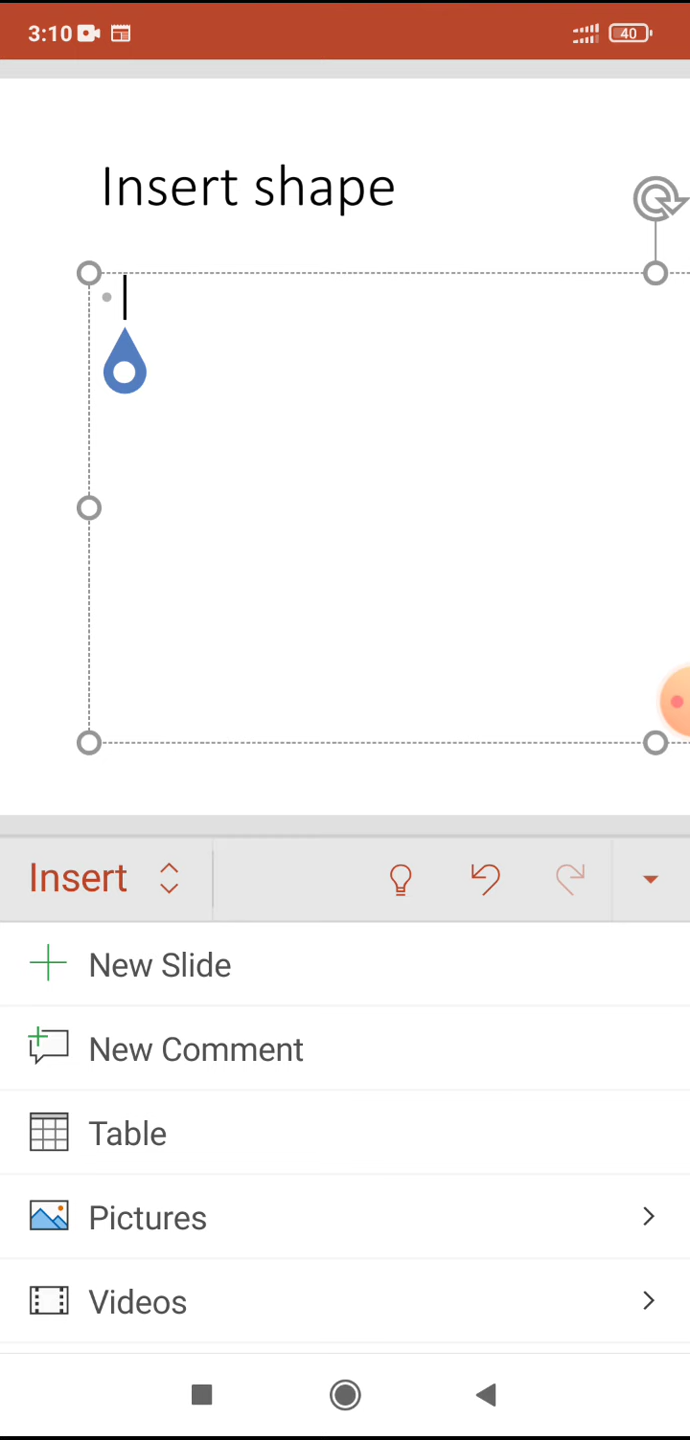 3:10
40
Insert shape
Insert
New Slide
New Comment
Table
Pictures
Videos